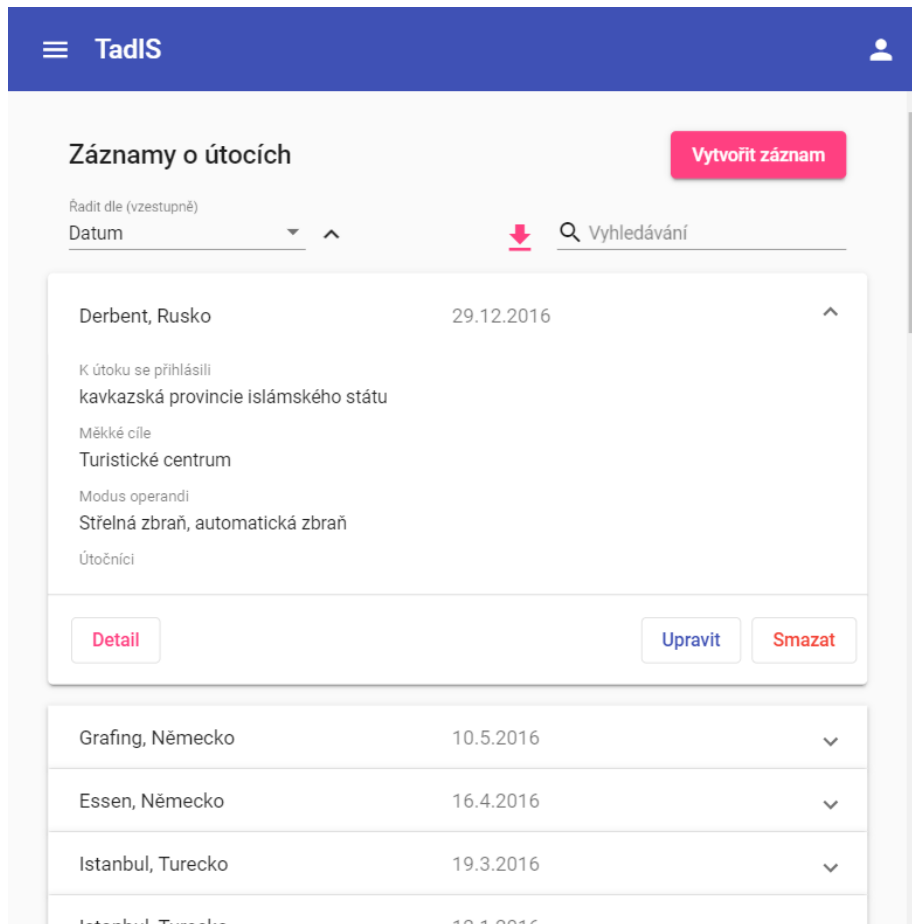 TadIS
Záznamy o útocích
Vytvořit záznam
Řadit dle (vzestupně)
Datum
Vyhledávání
Derbent, Rusko 29.12.2016
K útoku se přihlásili
kavkazská provincie islámského státu
Měkké cíle
Turistické centrum
Modus operandi
Střelná zbraň, automatická zbraň
Útočníci
Detail Upravit Smazat
Grafing, Německo 10.5.2016
Essen, Německo 16.4.2016
Istanbul, Turecko 19.3.2016
Istanbul, Turecko